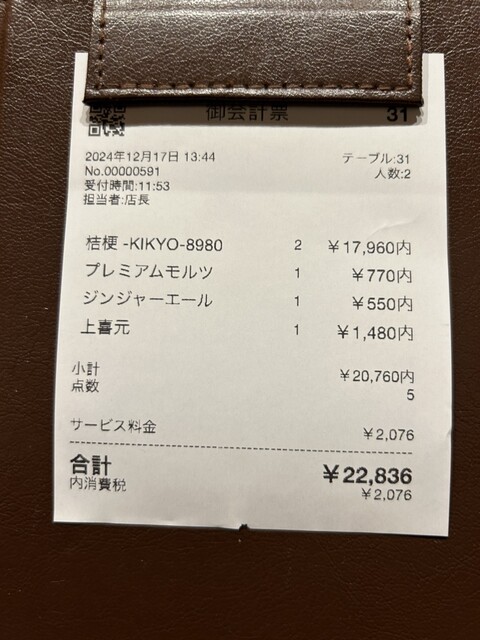 御会計票 31
2024年12月17日 13:44 テーブル:31
No.00000591 人数:2
受付時間:11:53
担当者:店長
桔梗 -KIKYO-8980 2 ¥17,960内
プレミアムモルツ 1 ¥770内
ジンジャーエール 1 ¥550内
上喜元 1 ¥1,480内
小計 ¥20,760内
点数 5
サービス料金 ¥2,076
合計 ¥22,836
内消費税 ¥2,076